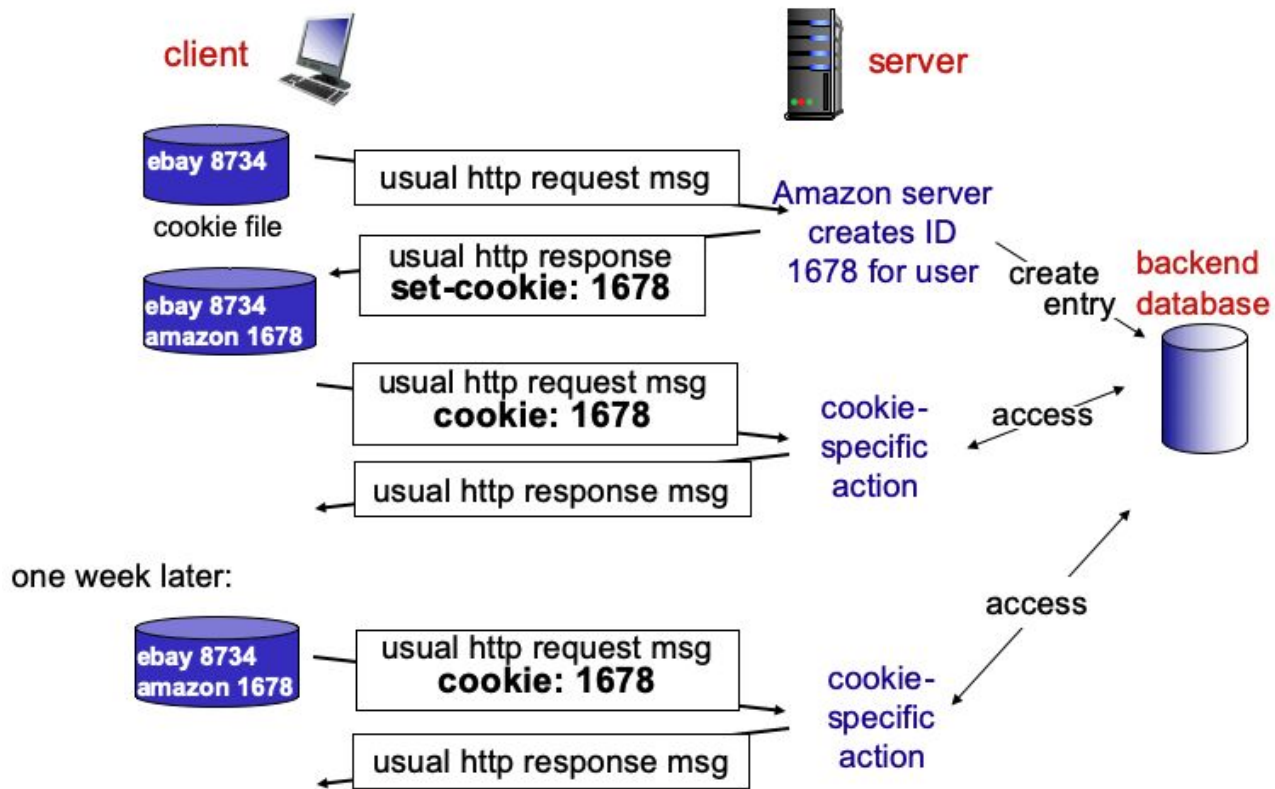 client
server
ebay 8734
cookie file
usual http request msg
Amazon server
creates ID
1678 for user
usual http response
set-cookie: 1678
create
entry
backend
database
ebay 8734
amazon 1678
usual http request msg
cookie: 1678
cookie-
specific
action
access
usual http response msg
one week later:
access
ebay 8734
amazon 1678
usual http request msg
cookie: 1678
cookie-
specific
action
usual http response msg